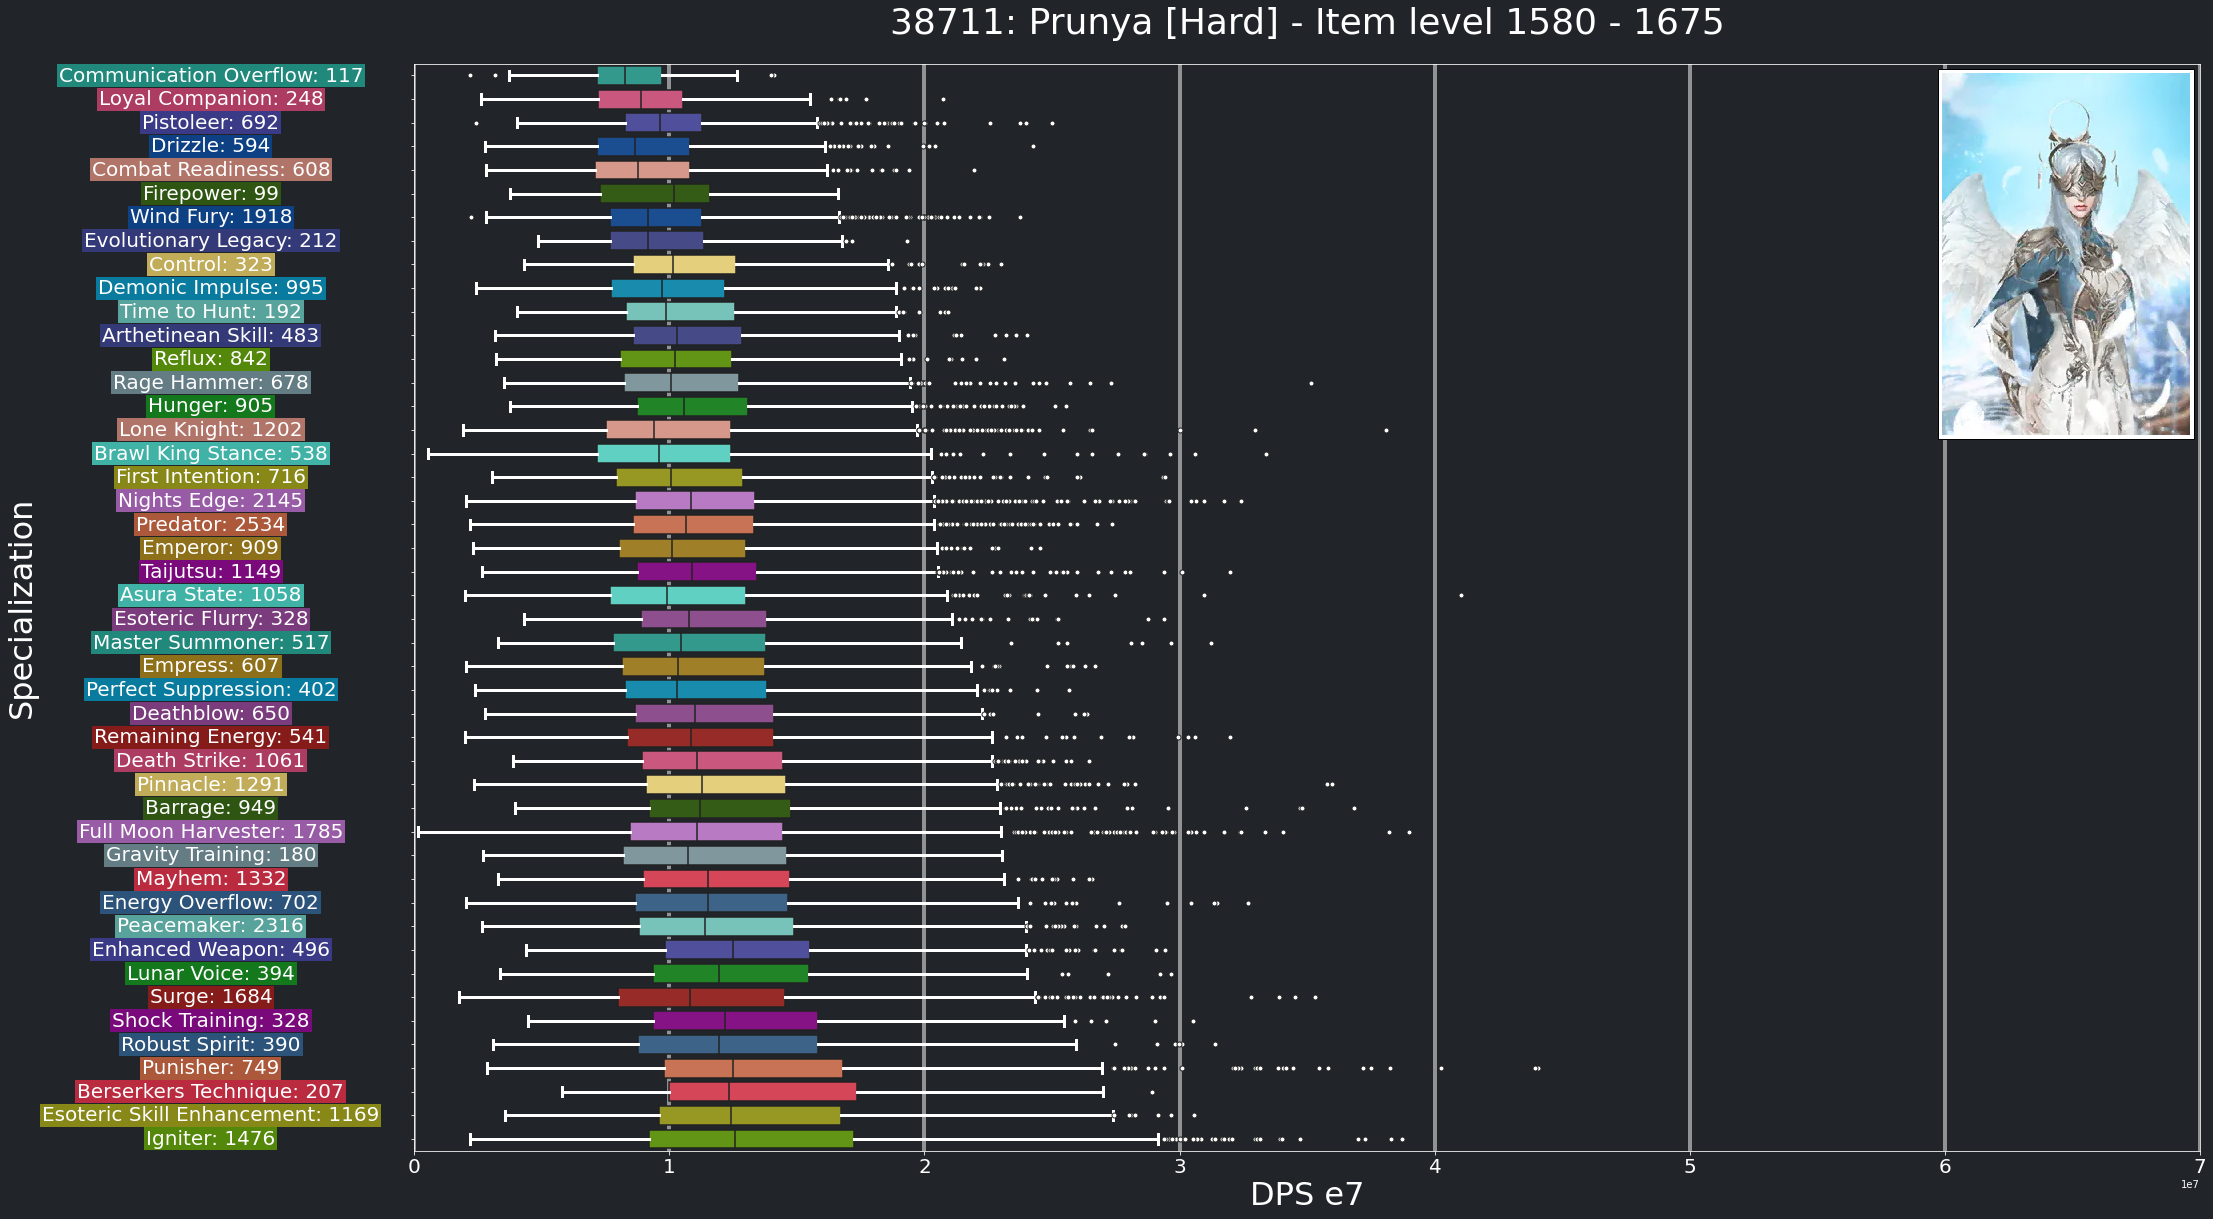 38711: Prunya [Hard] - Item level 1580 - 1675
Specialization
Communication Overflow: 117
Loyal Companion: 248
Pistoleer: 692
Drizzle: 594
Combat Readiness: 608
Firepower: 99
Wind Fury: 1918
Evolutionary Legacy: 212
Control: 323
Demonic Impulse: 995
Time to Hunt: 192
Arthetinean Skill: 483
Reflux: 842
Rage Hammer: 678
Hunger: 905
Lone Knight: 1202
Brawl King Stance: 538
First Intention: 716
Nights Edge: 2145
Predator: 2534
Emperor: 909
Taijutsu: 1149
Asura State: 1058
Esoteric Flurry: 328
Master Summoner: 517
Empress: 607
Perfect Suppression: 402
Deathblow: 650
Remaining Energy: 541
Death Strike: 1061
Pinnacle: 1291
Barrage: 949
Full Moon Harvester: 1785
Gravity Training: 180
Mayhem: 1332
Energy Overflow: 702
Peacemaker: 2316
Enhanced Weapon: 496
Lunar Voice: 394
Surge: 1684
Shock Training: 328
Robust Spirit: 390
Punisher: 749
Berserkers Technique: 207
Esoteric Skill Enhancement: 1169
Igniter: 1476
0 1 2 3 4 5 6 7
1e7
DPS e7